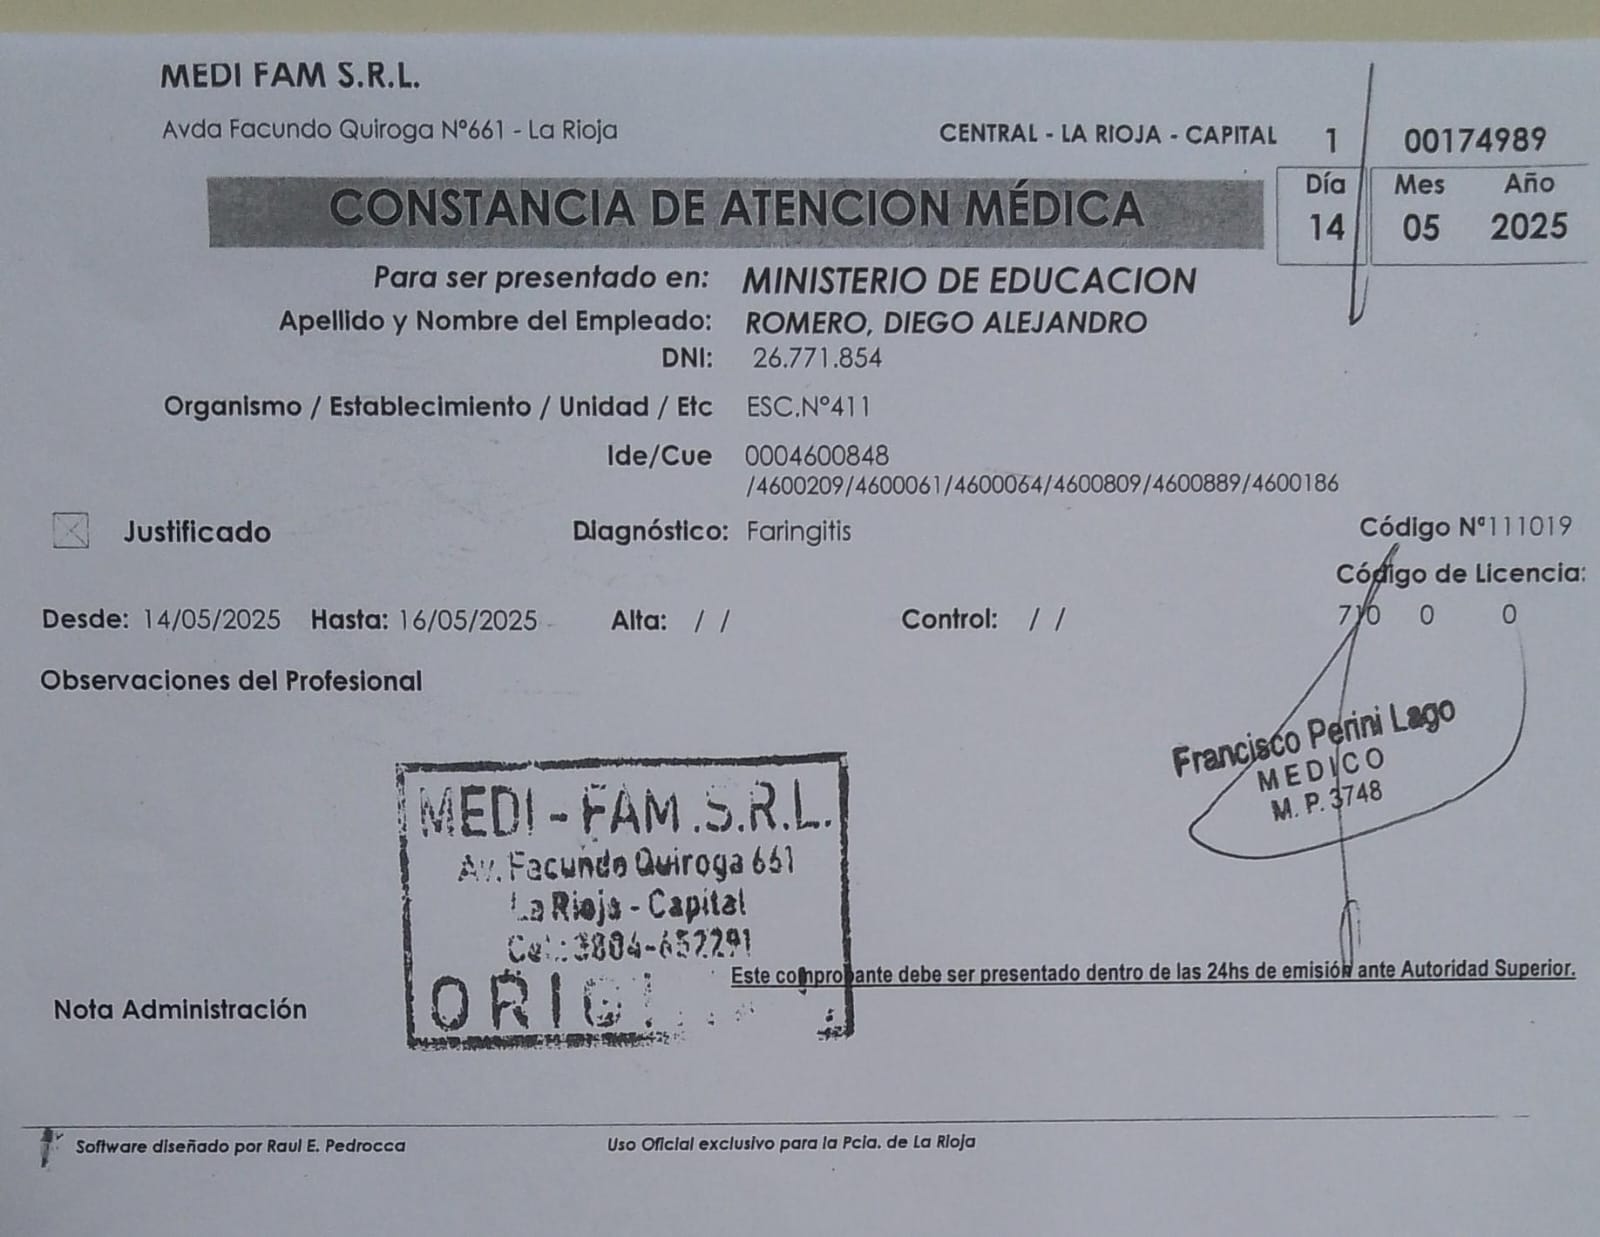 MEDI FAM S.R.L.
Avda Facundo Quiroga Nº661 - La Rioja
CENTRAL - LA RIOJA - CAPITAL 1 00174989
CONSTANCIA DE ATENCION MÉDICA
Día Mes Año
14 05 2025
Para ser presentado en: MINISTERIO DE EDUCACION
Apellido y Nombre del Empleado: ROMERO, DIEGO ALEJANDRO
DNI: 26.771.854
Organismo / Establecimiento / Unidad / Etc ESC.Nº411
Ide/Cue 0004600848
/4600209/4600061/4600064/4600809/4600889/4600186
Justificado Diagnóstico: Faringitis Código Nº111019
Código de Licencia:
Desde: 14/05/2025 Hasta: 16/05/2025 Alta: / / Control: / / 710 0 0
Observaciones del Profesional
Francisco Perini Lago
MEDICO
M. P. 3748
MEDI - FAM .S.R.L.
Av. Facundo Quiroga 661
La Rioja - Capital
Cel.: 3804-652291
Este comprobante debe ser presentado dentro de las 24hs de emisión ante Autoridad Superior.
Nota Administración
Software diseñado por Raul E. Pedrocca
Uso Oficial exclusivo para la Pcia. de La Rioja